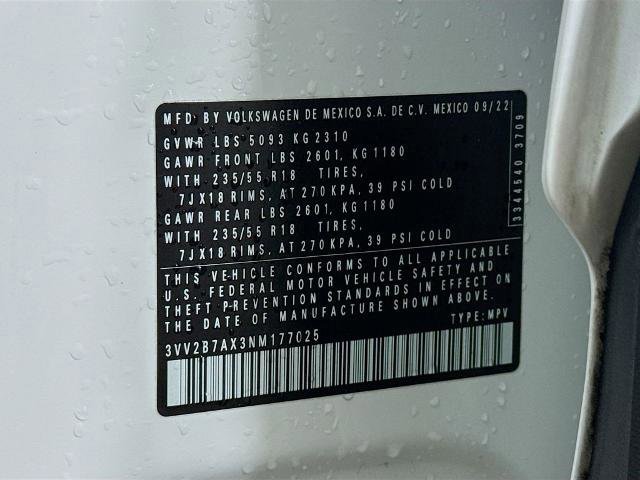 MFD BY VOLKSWAGEN DE MEXICO S.A. DE C.V. MEXICO 09/22
GVWR LBS 5093 KG 2310
GAWR FRONT LBS 2601, KG 1180
WITH 235/55 R18 TIRES,
7JX18 RIMS, AT 270 KPA, 39 PSI COLD
GAWR REAR LBS 2601, KG 1180
WITH 235/55 R18 TIRES,
7JX18 RIMS, AT 270 KPA, 39 PSI COLD
THIS VEHICLE CONFORMS TO ALL APPLICABLE
U.S. FEDERAL MOTOR VEHICLE SAFETY AND
THEFT PREVENTION STANDARDS IN EFFECT ON
THE DATE OF MANUFACTURE SHOWN ABOVE.
3VV2B7AX3NM177025 TYPE: MPV
3344540 3709